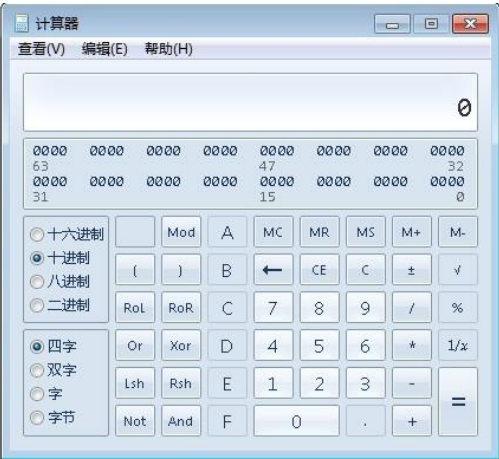 计算器
查看(V) 编辑(E) 帮助(H)
0
0000 0000 0000 0000 0000 0000 0000 0000
63 47 32
0000 0000 0000 0000 0000 0000 0000 0000
31 15 0
十六进制 Mod A MC MR MS M+ M-
十进制 ( ) B ← CE C ± √
八进制
二进制 RoL RoR C 7 8 9 / %
四字 Or Xor D 4 5 6 * 1/x
双字
字 Lsh Rsh E 1 2 3 - =
字节 Not And F 0 . +